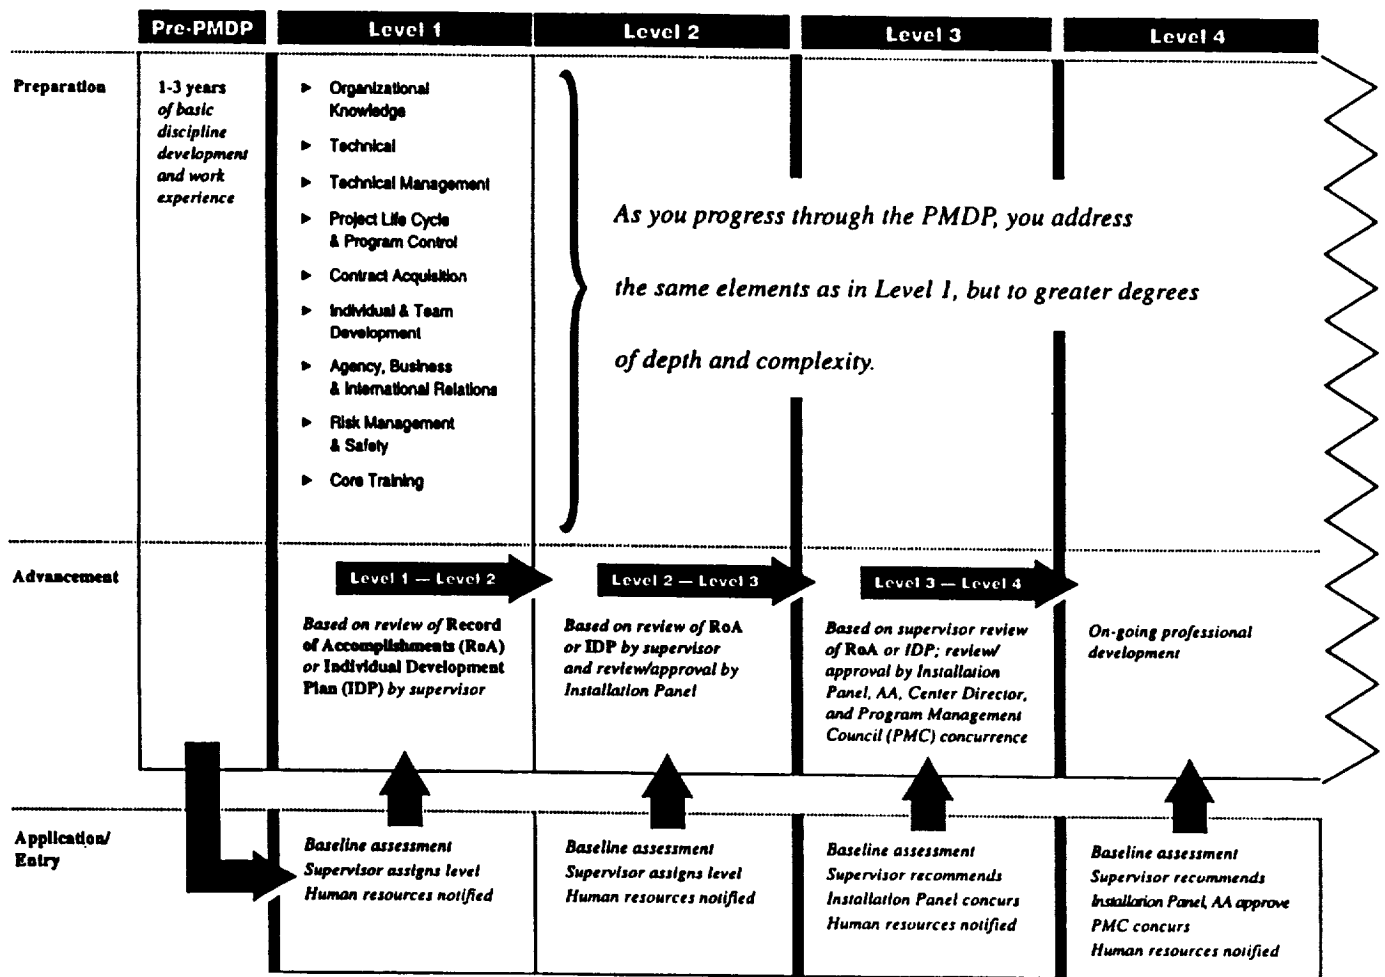 Pre-PMDP
Level 1
Level 2
Level 3
Level 4
Preparation
1-3 years
of basic
discipline
development
and work
experience
Organizational
Knowledge
Technical
Technical Management
Project Life Cycle
& Program Control
Contract Acquisition
Individual & Team
Development
Agency, Business
& International Relations
Risk Management
& Safety
Core Training
As you progress through the PMDP, you address
the same elements as in Level 1, but to greater degrees
of depth and complexity.
Advancement
Level 1 — Level 2
Based on review of Record
of Accomplishments (RoA)
or Individual Development
Plan (IDP) by supervisor
Level 2 — Level 3
Based on review of RoA
or IDP by supervisor
and review/approval by
Installation Panel
Level 3 — Level 4
Based on supervisor review
of RoA or IDP; review/
approval by Installation
Panel, AA, Center Director,
and Program Management
Council (PMC) concurrence
On-going professional
development
Application/
Entry
Baseline assessment
Supervisor assigns level
Human resources notified
Baseline assessment
Supervisor assigns level
Human resources notified
Baseline assessment
Supervisor recommends
Installation Panel concurs
Human resources notified
Baseline assessment
Supervisor recommends
Installation Panel, AA approve
PMC concurs
Human resources notified